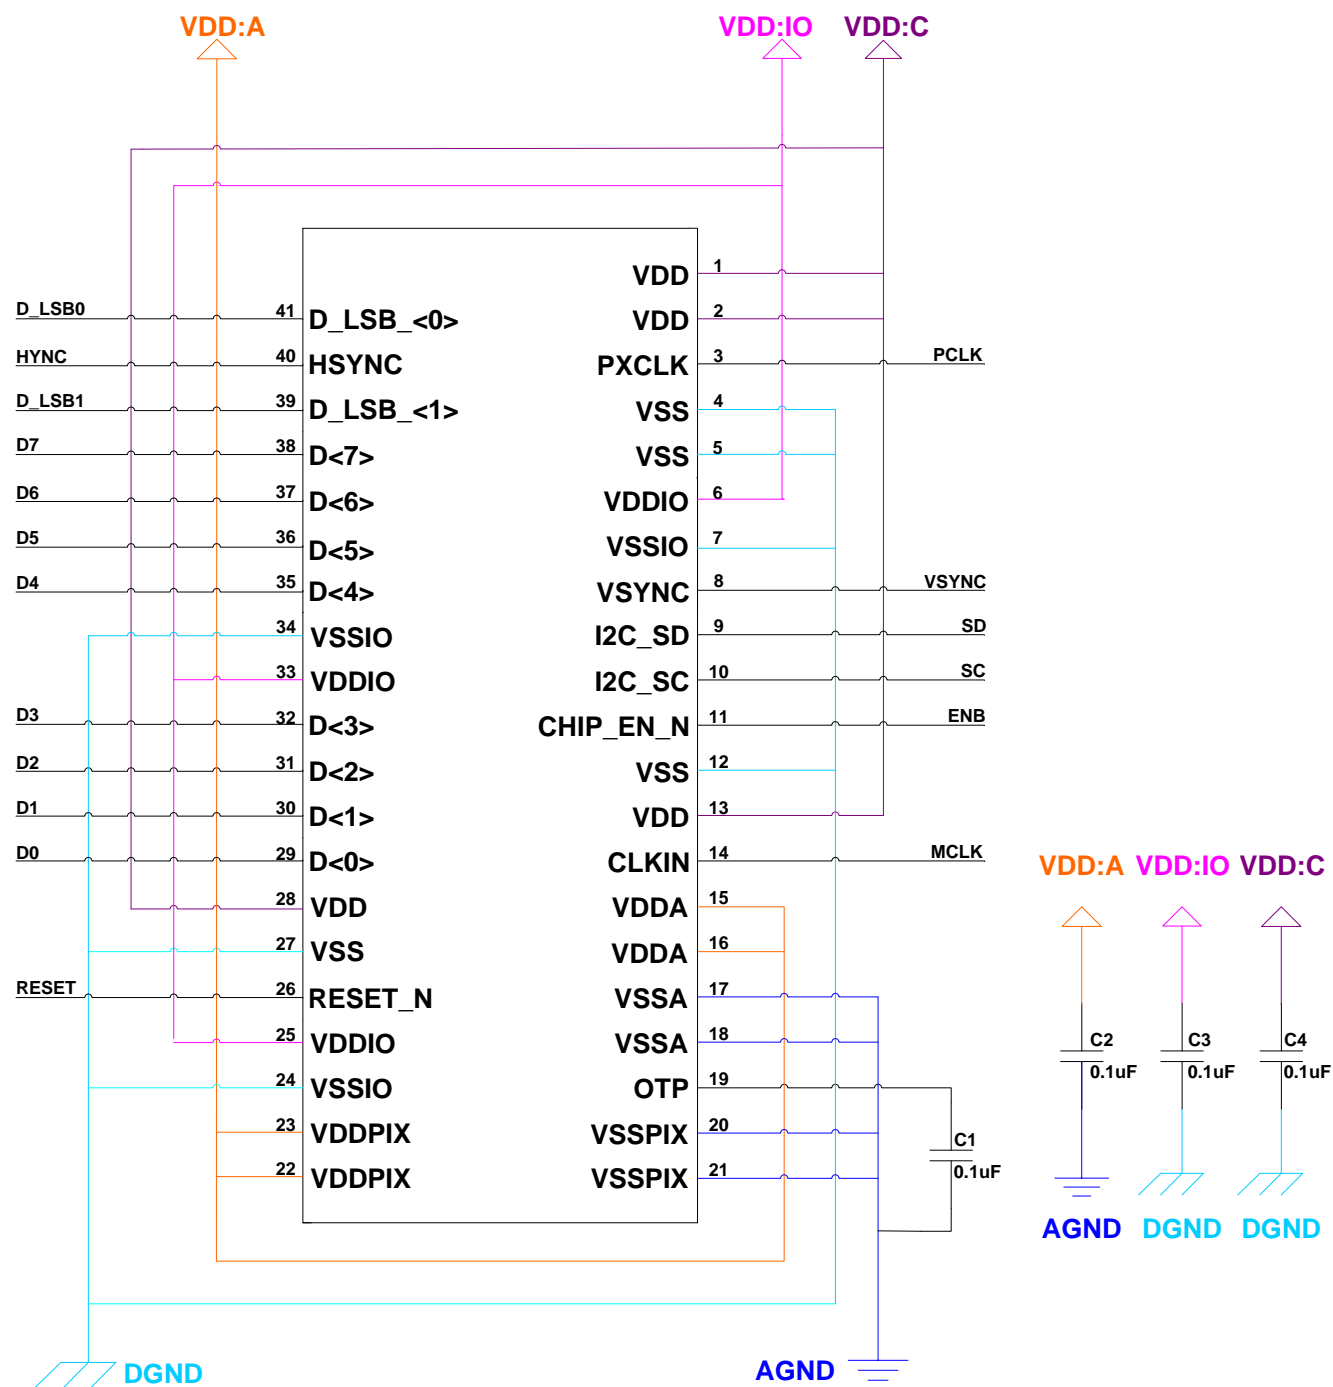 VDD:A
VDD:IO
VDD:C
VDD 1
D_LSB0 41 D_LSB_<0>
VDD 2
HYNC 40 HSYNC
PXCLK 3 PCLK
D_LSB1 39 D_LSB_<1>
VSS 4
D7 38 D<7>
VSS 5
D6 37 D<6>
VDDIO 6
D5 36 D<5>
VSSIO 7
D4 35 D<4>
VSYNC 8 VSYNC
34 VSSIO
I2C_SD 9 SD
33 VDDIO
I2C_SC 10 SC
D3 32 D<3>
CHIP_EN_N 11 ENB
D2 31 D<2>
VSS 12
D1 30 D<1>
VDD 13
D0 29 D<0>
CLKIN 14 MCLK
28 VDD
VDDA 15
27 VSS
VDDA 16
RESET 26 RESET_N
VSSA 17
25 VDDIO
VSSA 18
24 VSSIO
OTP 19
23 VDDPIX
VSSPIX 20
22 VDDPIX
VSSPIX 21
C1
0.1uF
DGND
AGND
VDD:A
VDD:IO
VDD:C
C2
0.1uF
C3
0.1uF
C4
0.1uF
AGND
DGND
DGND